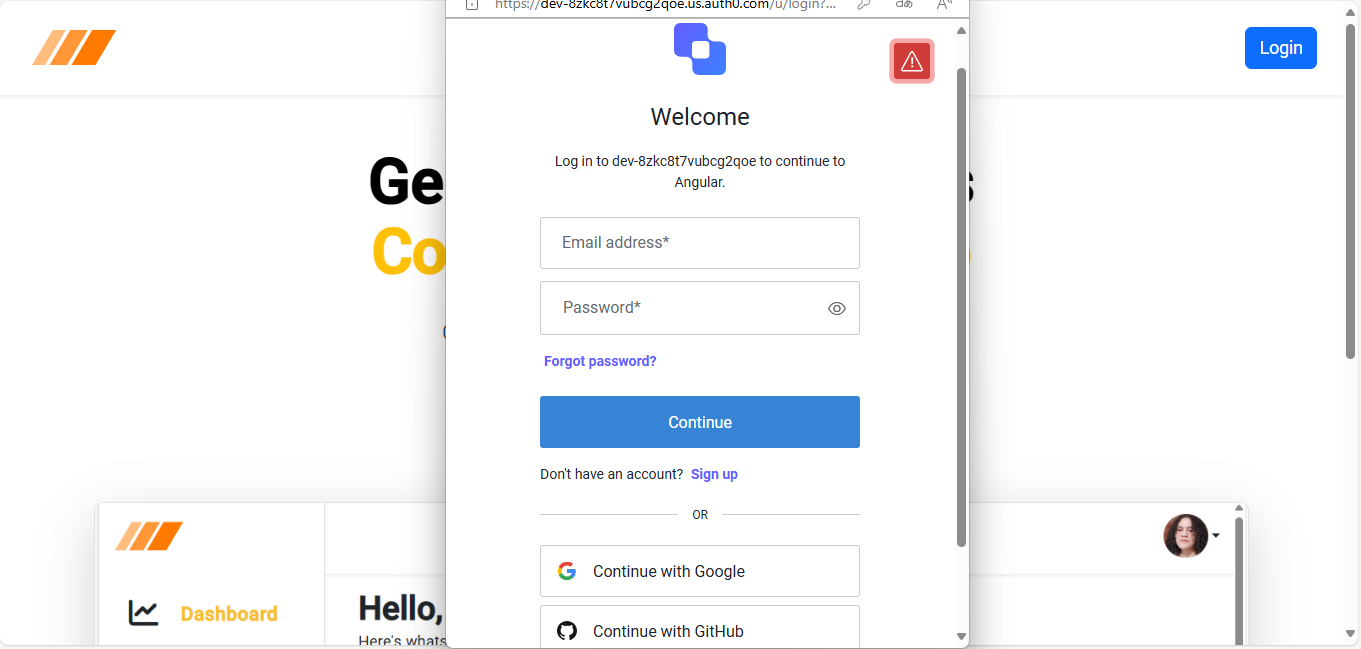 https://dev-8zkc8t7vubcg2qoe.us.auth0.com/u/login?...
Login
Welcome
Log in to dev-8zkc8t7vubcg2qoe to continue to
Angular.
Ge
s
Co
Email address*
Password*
Forgot password?
Continue
Don't have an account? Sign up
OR
Continue with Google
Continue with GitHub
Dashboard
Hello,
Here's whats